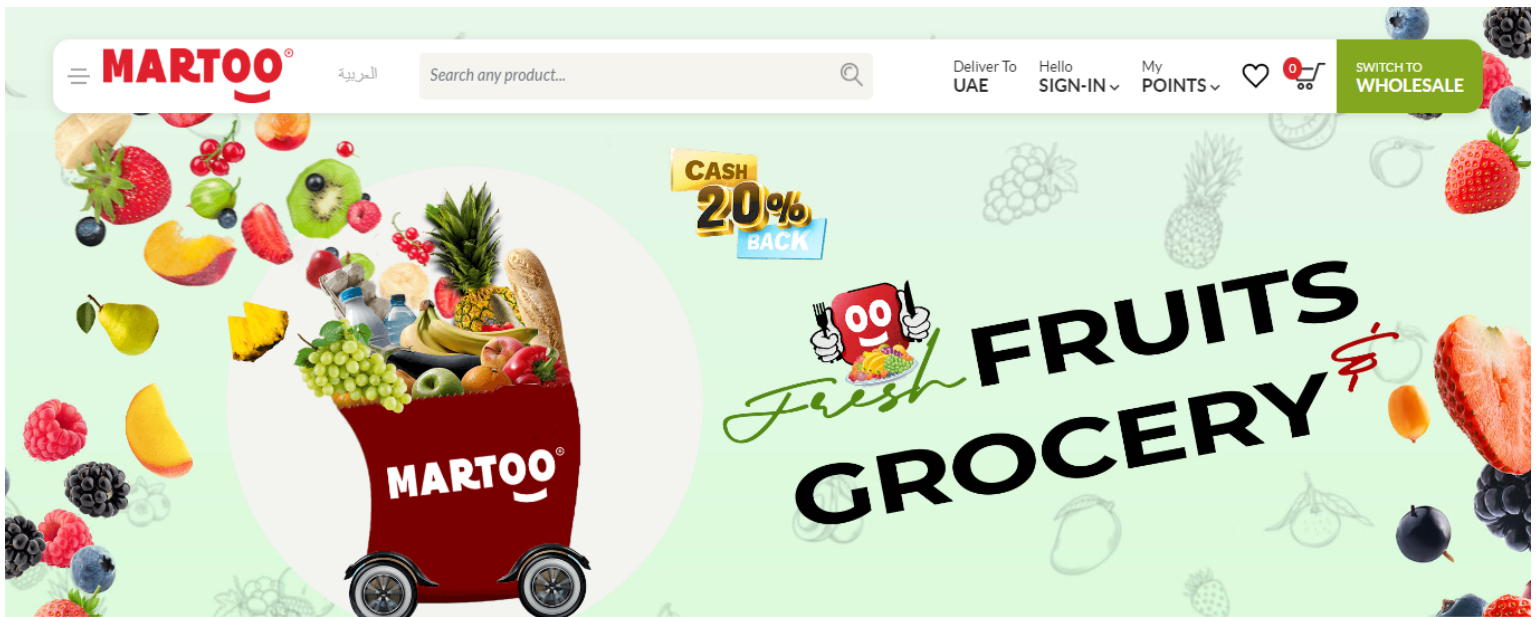 MARTOO®
العربية
Search any product...
Deliver To
UAE
Hello
SIGN-IN
My
POINTS
0
SWITCH TO
WHOLESALE
CASH
20%
BACK
Fresh FRUITS
&
GROCERY
MARTOO®